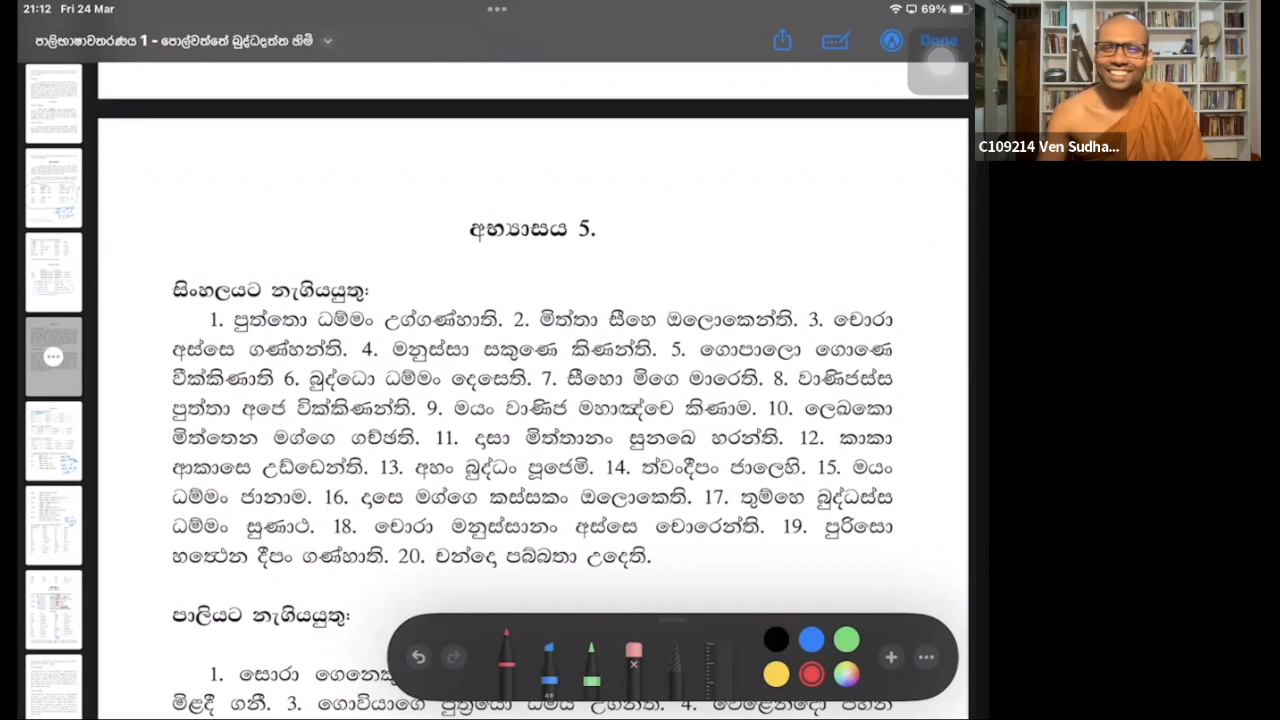 21:12 Fri 24 Mar
69%
පාලිභාෂාවතරණය 1 - පොල්වත්තේ බුද්ධදත්ත හිමි
Done
C109214 Ven Sudha...
අභ්‍යාසය 5.
සිංහලයට නැගියයුතු:
1. පුත්තො ධම්මං උග්ගණ්හාති. 2. මිත්තා සීහෙ ඔලොකෙන්ති. 3. චොරා
අස්සෙ ගණ්හන්ති. 4. මනුස්සා සකුණෙ කිණන්ති. 5. ගොපාලො ගොණෙ
වීක්කිණාති 6. බුද්ධො ධම්මං දෙසෙති. 7. සීහො මිගෙ මාරෙති. 8. වාණිජස්ස
පුත්තා අජෙ වික්කිණන්ති. 9. මයං වාණිජ මහාඤ්චෙ කිණාම. 10. ලෙඛකො
මිත්තෙන මග්ගෙ ගච්ඡති. 11. දාසා මිත්තානං සුනඛෙ හරන්ති. 12. කාකා
ආකාසෙ උඩ්ඩෙන්ති. 13. අහං බුද්ධං පූජෙමි. 14. ත්වංදීපං ජාලෙහි. 15. මයං
ධම්මං ජානාම. 16. දාසෙ මග්ගෙ කස්සකං ඔලොකෙති. 17. තුම්හෙ බුද්ධස්ස
ධම්මං සුණාථ. 18. චොරා මනුස්සානං අස්සෙ චොරෙන්ති. 19. පුරිසො
හත්‍ථෙන දීපං ගණ්හාති. 20. චන්දො පබ්බතා උදෙති.
පාලියට නැගියයුතු: